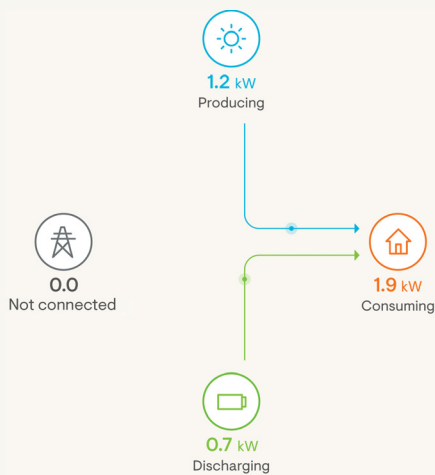 1.2 kW
Producing
0.0
Not connected
1.9 kW
Consuming
0.7 kW
Discharging